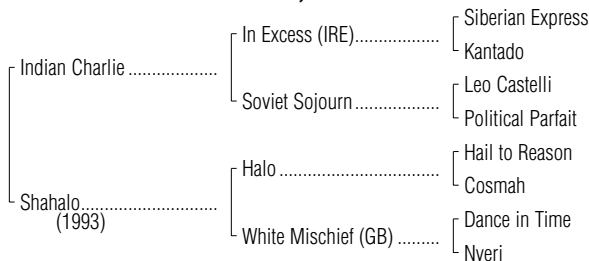 Siberian Express
In Excess (IRE)..................
Kantado
Indian Charlie ...................
Leo Castelli
Soviet Sojourn..................
Political Parfait
Hail to Reason
Halo ..................................
Cosmah
Shahalo.............................
(1993)
Dance in Time
White Mischief (GB) .........
Nyeri